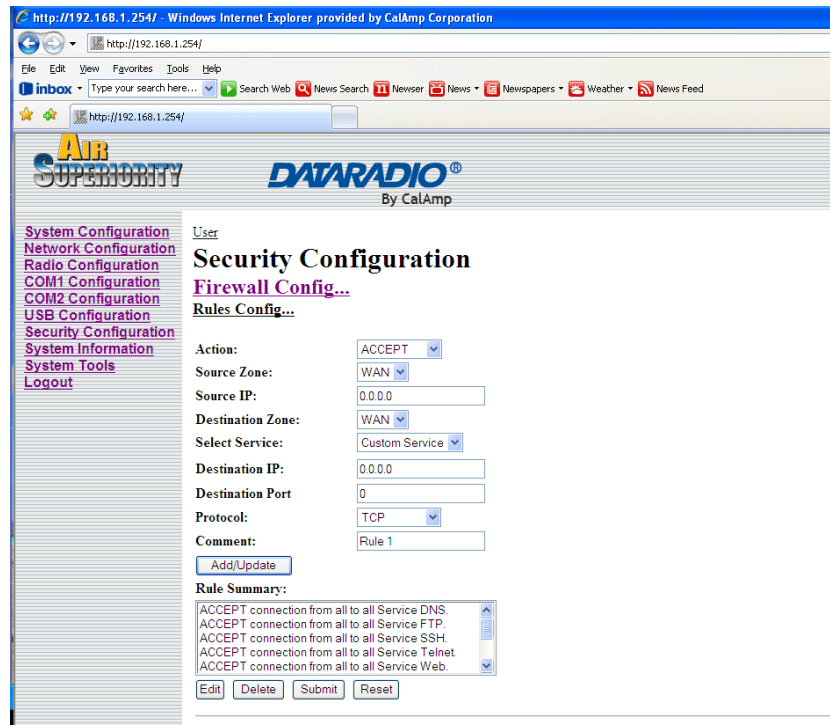 http://192.168.1.254/ - Windows Internet Explorer provided by CalAmp Corporation
http://192.168.1.254/
File Edit View Favorites Tools Help
inbox Type your search here... Search Web News Search Newser News Newspapers Weather News Feed
http://192.168.1.254/
AIR
SUPERIORITY
DATARADIO®
By CalAmp
System Configuration
Network Configuration
Radio Configuration
COM1 Configuration
COM2 Configuration
USB Configuration
Security Configuration
System Information
System Tools
Logout
User
Security Configuration
Firewall Config...
Rules Config...
Action: ACCEPT
Source Zone: WAN
Source IP: 0.0.0.0
Destination Zone: WAN
Select Service: Custom Service
Destination IP: 0.0.0.0
Destination Port 0
Protocol: TCP
Comment: Rule 1
Add/Update
Rule Summary:
ACCEPT connection from all to all Service DNS.
ACCEPT connection from all to all Service FTP.
ACCEPT connection from all to all Service SSH.
ACCEPT connection from all to all Service Telnet.
ACCEPT connection from all to all Service Web.
Edit Delete Submit Reset